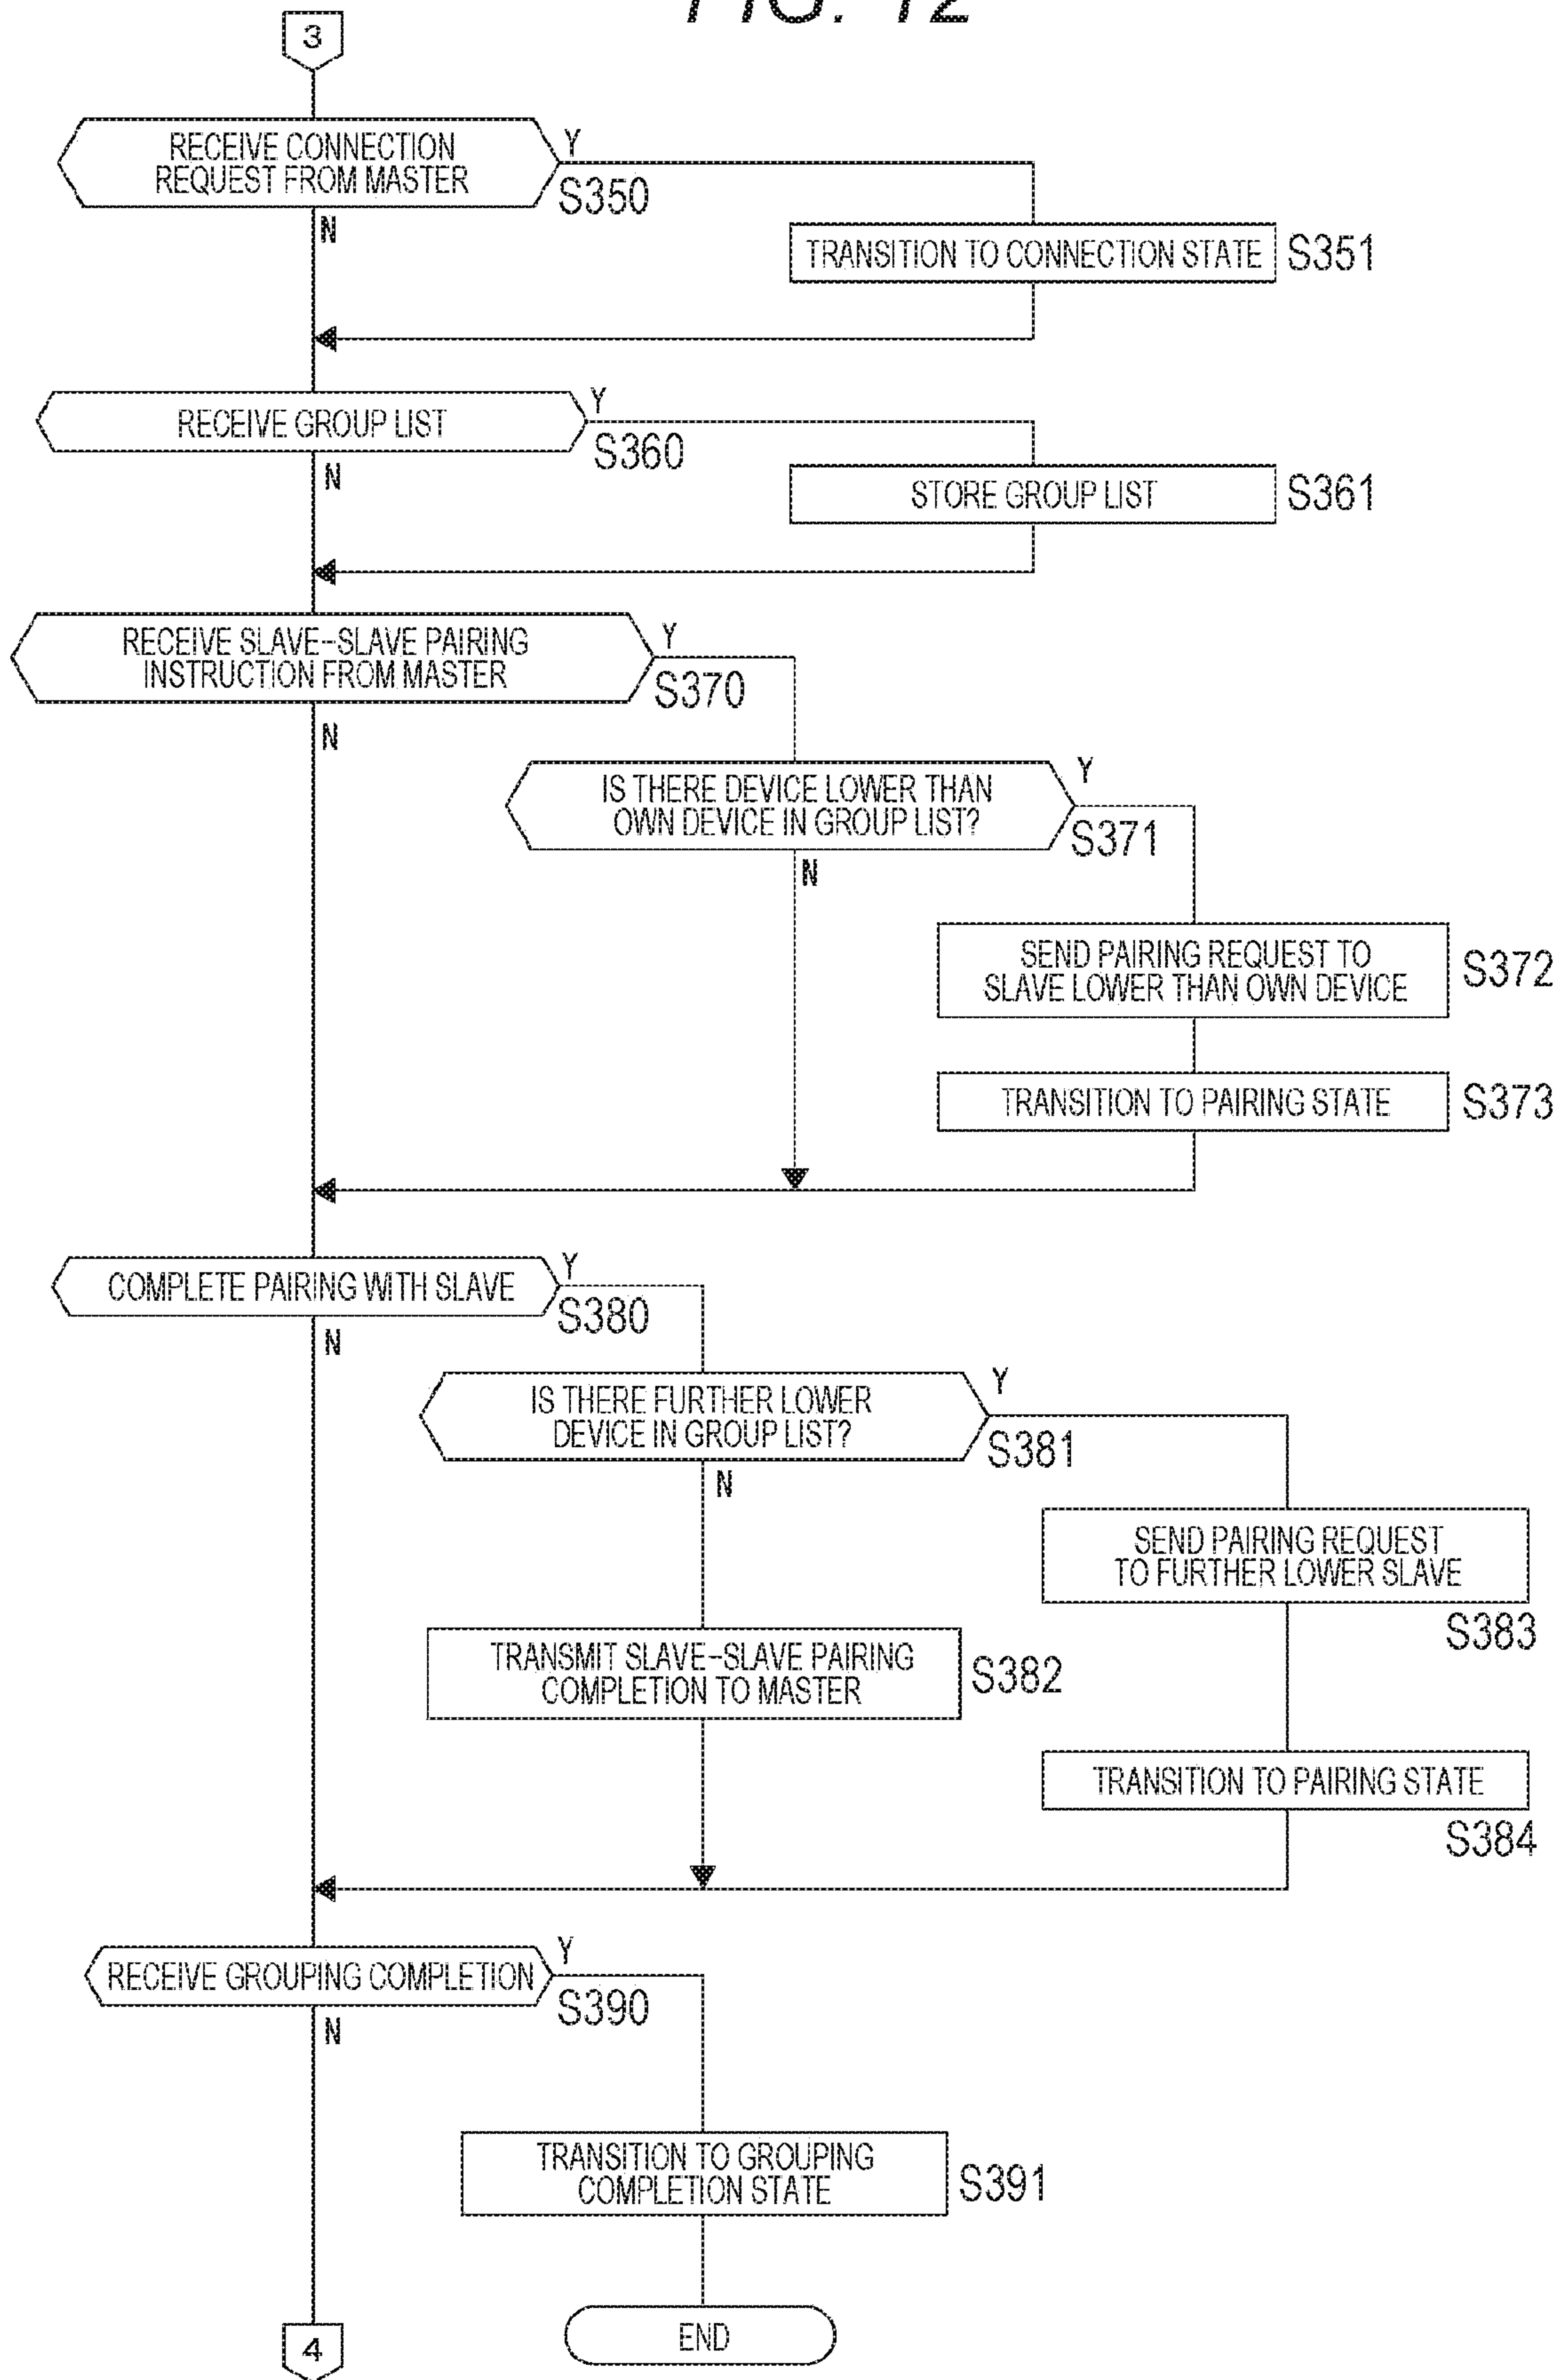 FIG. 12
3
RECEIVE CONNECTION
REQUEST FROM MASTER
Y
S350
N
TRANSITION TO CONNECTION STATE
S351
RECEIVE GROUP LIST
Y
S360
N
STORE GROUP LIST
S361
RECEIVE SLAVE-SLAVE PAIRING
INSTRUCTION FROM MASTER
Y
S370
N
IS THERE DEVICE LOWER THAN
OWN DEVICE IN GROUP LIST?
Y
S371
N
SEND PAIRING REQUEST TO
SLAVE LOWER THAN OWN DEVICE
S372
TRANSITION TO PAIRING STATE
S373
COMPLETE PAIRING WITH SLAVE
Y
S380
N
IS THERE FURTHER LOWER
DEVICE IN GROUP LIST?
Y
S381
N
SEND PAIRING REQUEST
TO FURTHER LOWER SLAVE
S383
TRANSMIT SLAVE-SLAVE PAIRING
COMPLETION TO MASTER
S382
TRANSITION TO PAIRING STATE
S384
RECEIVE GROUPING COMPLETION
Y
S390
N
TRANSITION TO GROUPING
COMPLETION STATE
S391
END
4